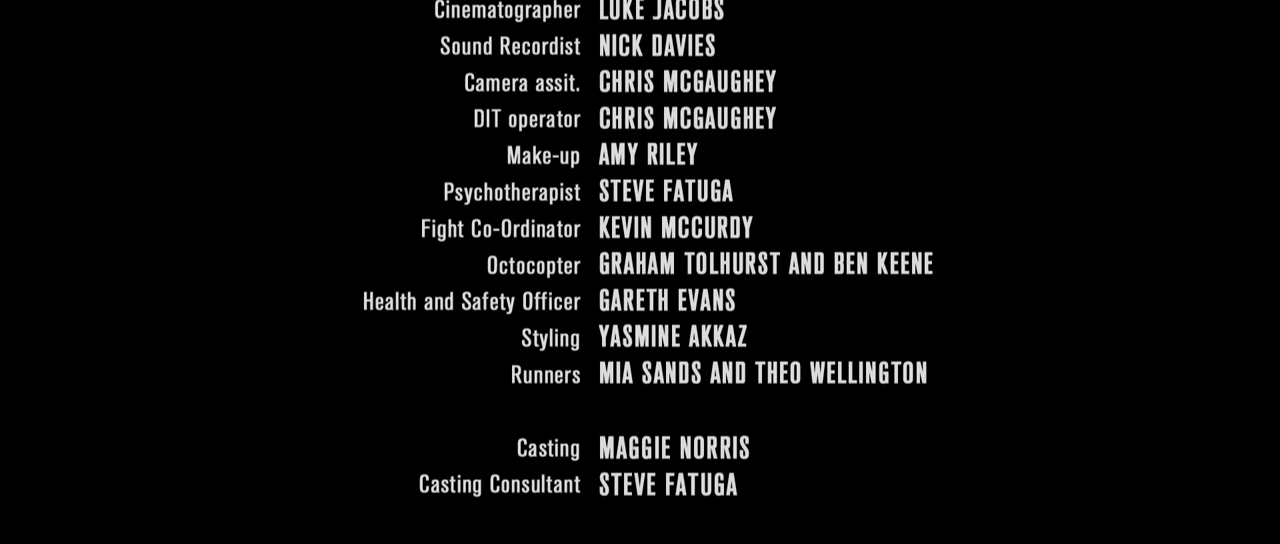 Cinematographer LUKE JACOBS
Sound Recordist NICK DAVIES
Camera assit. CHRIS MCGAUGHEY
DIT operator CHRIS MCGAUGHEY
Make-up AMY RILEY
Psychotherapist STEVE FATUGA
Fight Co-Ordinator KEVIN MCCURDY
Octocopter GRAHAM TOLHURST AND BEN KEENE
Health and Safety Officer GARETH EVANS
Styling YASMINE AKKAZ
Runners MIA SANDS AND THEO WELLINGTON
Casting MAGGIE NORRIS
Casting Consultant STEVE FATUGA